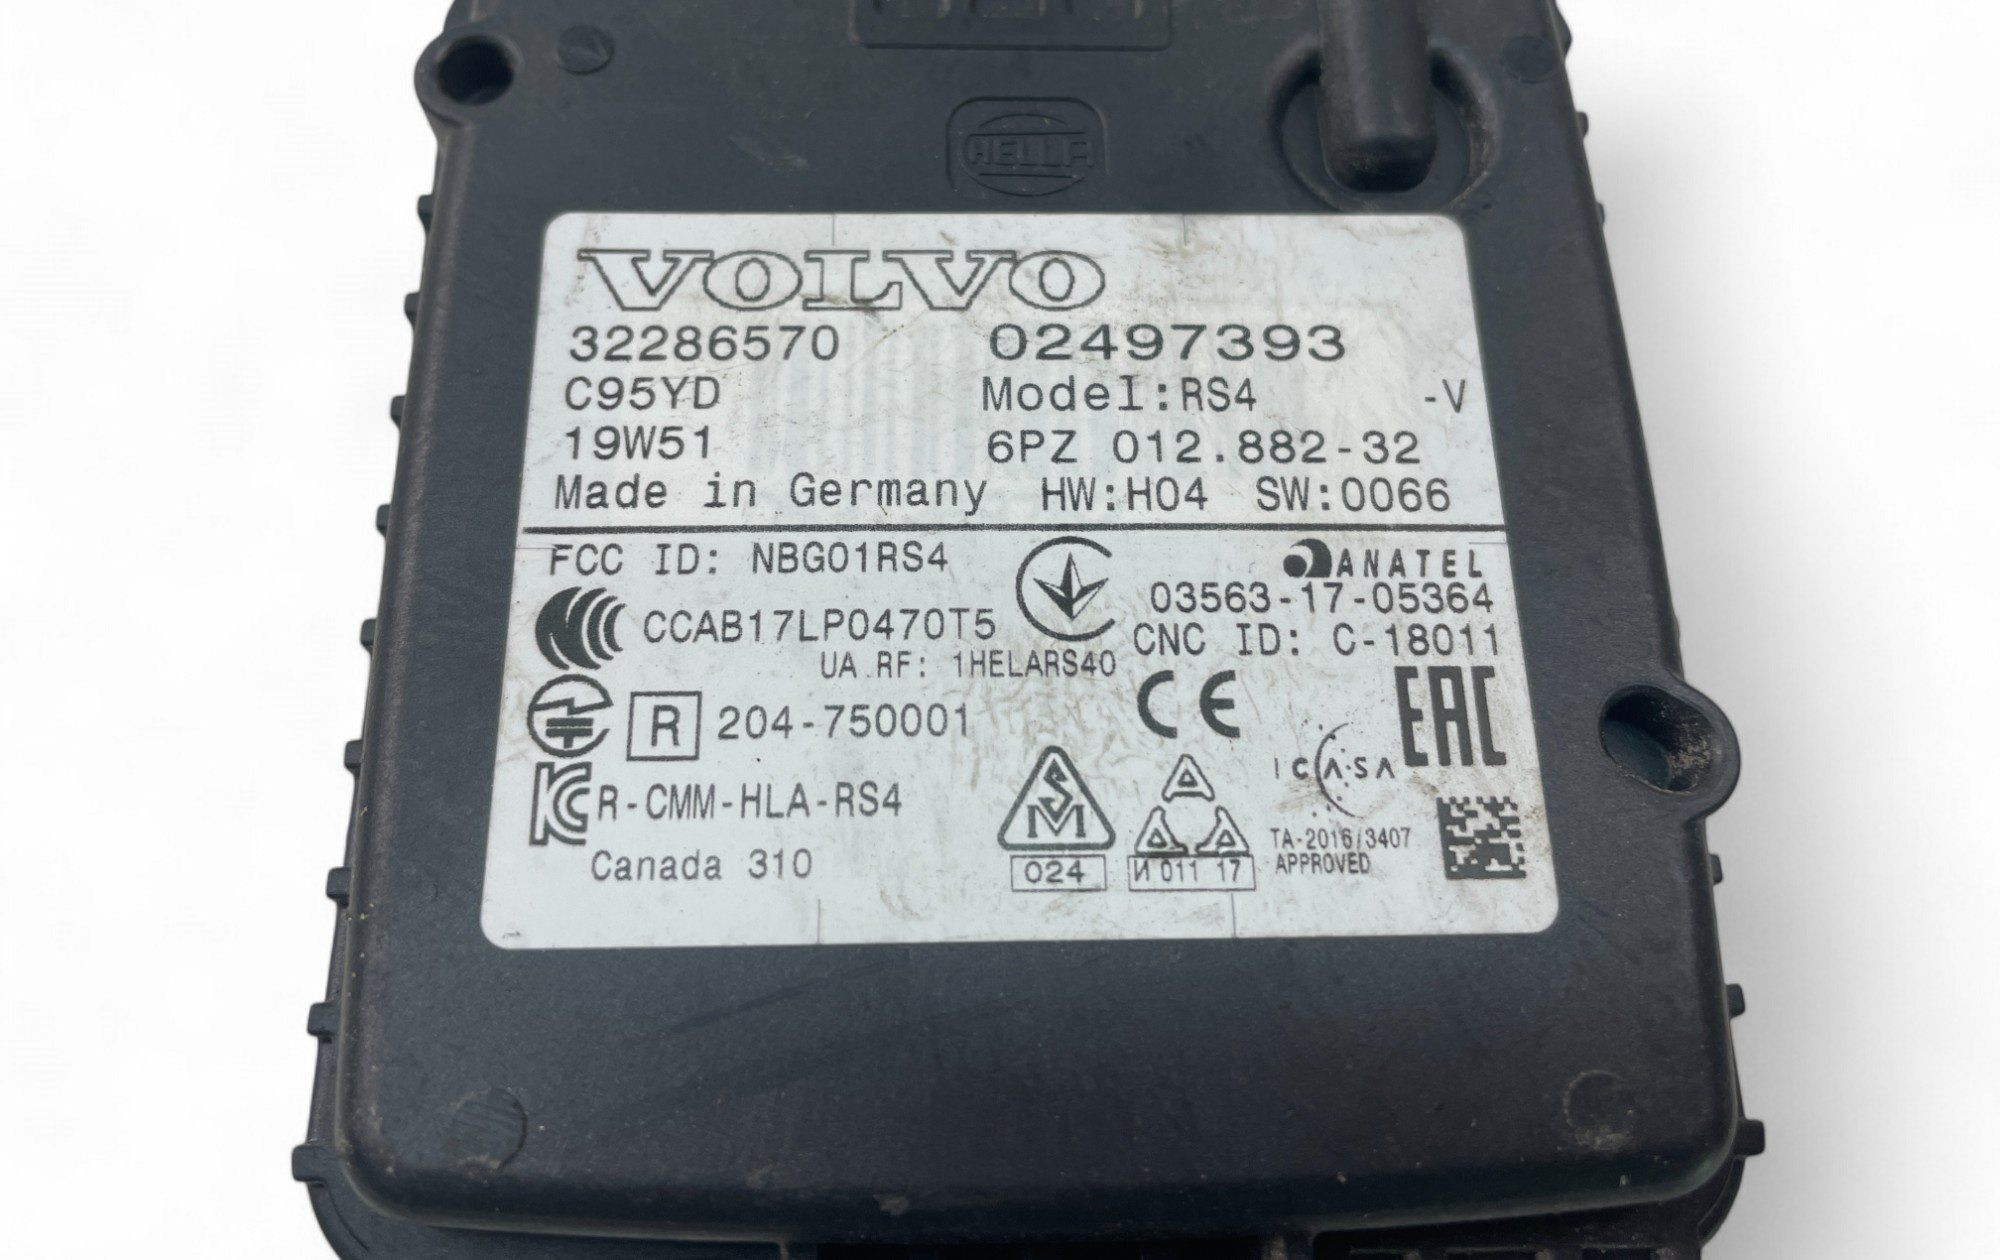 HELLA
VOLVO
32286570 02497393
C95YD Model:RS4 -V
19W51 6PZ 012.882-32
Made in Germany HW:H04 SW:0066
FCC ID: NBG01RS4 ANATEL
03563-17-05364
CCAB17LP0470T5 CNC ID: C-18011
UA RF: 1HELARS40
R 204-750001 CE EAC
R-CMM-HLA-RS4 SM ICASA
024 И 011 17 TA-2016/3407
APPROVED
Canada 310